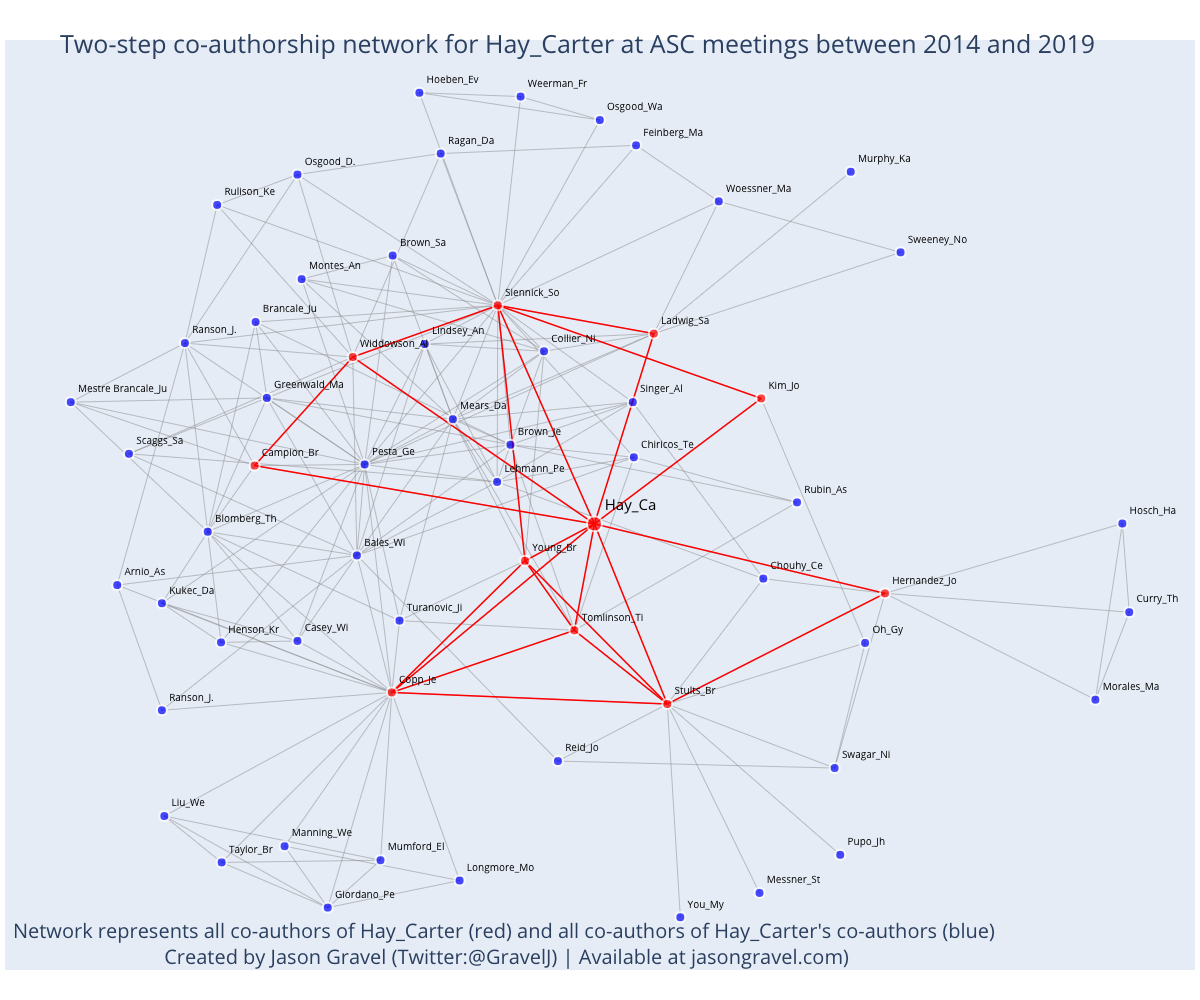 Two-step co-authorship network for Hay_Carter at ASC meetings between 2014 and 2019
Hoeben_Ev
Weerman_Fr
Osgood_Wa
Feinberg_Ma
Ragan_Da
Osgood_D.
Murphy_Ka
Rulison_Ke
Woessner_Ma
Sweeney_No
Brown_Sa
Montes_An
Siennick_So
Brancale_Ju
Ranson_J.
Widdowson_Al
Lindsey_An
Collier_Ni
Ladwig_Sa
Mestre Brancale_Ju
Greenwald_Ma
Singer_Al
Kim_Jo
Mears_Da
Brown_Je
Scaggs_Sa
Campion_Br
Pesta_Ge
Chiricos_Te
Lehmann_Pe
Rubin_As
Hay_Ca
Hosch_Ha
Blomberg_Th
Bales_Wi
Young_Br
Chouhy_Ce
Arnio_As
Kukec_Da
Hernandez_Jo
Curry_Th
Turanovic_Ji
Tomlinson_Ti
Henson_Kr
Casey_Wi
Oh_Gy
Copp_Je
Stults_Br
Morales_Ma
Ranson_J.
Reid_Jo
Swagar_Ni
Liu_We
Manning_We
Taylor_Br
Mumford_El
Pupo_Jh
Longmore_Mo
Messner_St
Giordano_Pe
You_My
Network represents all co-authors of Hay_Carter (red) and all co-authors of Hay_Carter's co-authors (blue)
Created by Jason Gravel (Twitter:@GravelJ) | Available at jasongravel.com)